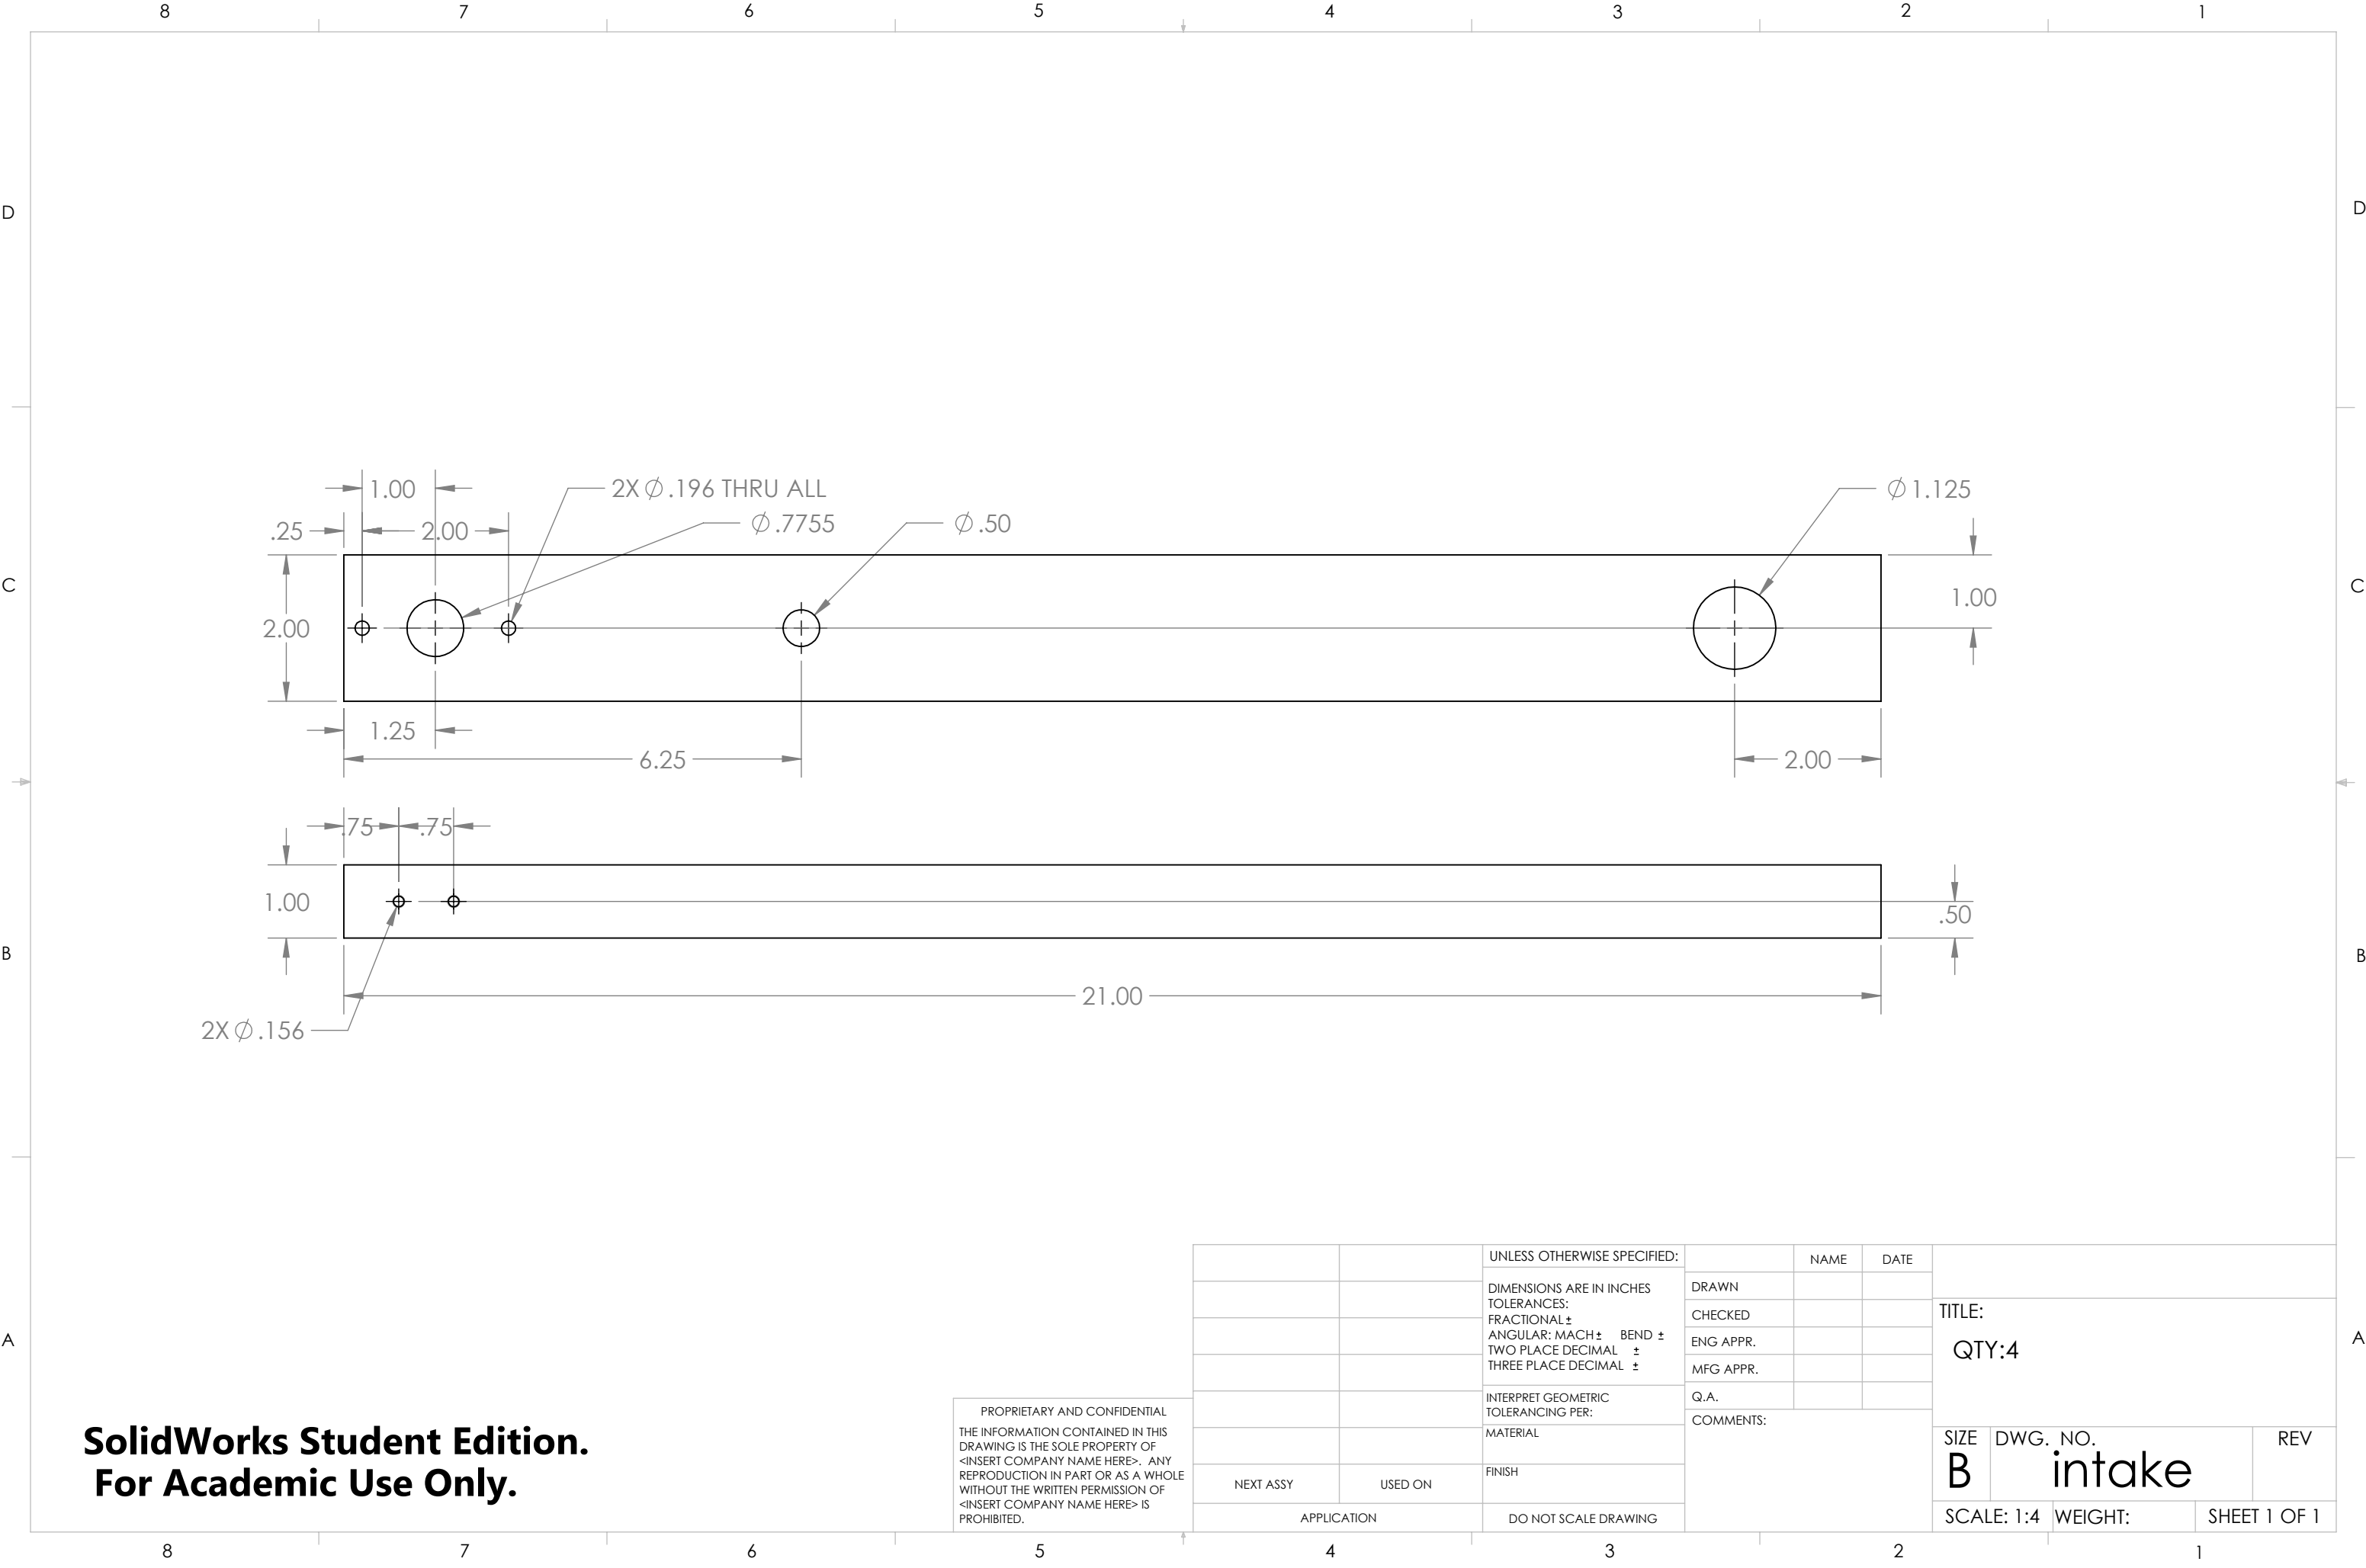 8 7 6 5 4 3 2 1
D D
1.00 2X ∅ .196 THRU ALL ∅ 1.125
.25 2.00 ∅ .7755 ∅ .50
C C
1.00
2.00
1.25
6.25 2.00
.75 .75
1.00 .50
B B
21.00
2X ∅ .156
A A
UNLESS OTHERWISE SPECIFIED:
DIMENSIONS ARE IN INCHES
TOLERANCES:
FRACTIONAL ±
ANGULAR: MACH ± BEND ±
TWO PLACE DECIMAL ±
THREE PLACE DECIMAL ±
INTERPRET GEOMETRIC
TOLERANCING PER:
MATERIAL
FINISH
DO NOT SCALE DRAWING
NAME DATE
DRAWN
CHECKED
ENG APPR.
MFG APPR.
Q.A.
COMMENTS:
TITLE:
QTY:4
SIZE DWG. NO. REV
B intake
SCALE: 1:4 WEIGHT: SHEET 1 OF 1
PROPRIETARY AND CONFIDENTIAL
THE INFORMATION CONTAINED IN THIS
DRAWING IS THE SOLE PROPERTY OF
<INSERT COMPANY NAME HERE>. ANY
REPRODUCTION IN PART OR AS A WHOLE
WITHOUT THE WRITTEN PERMISSION OF
<INSERT COMPANY NAME HERE> IS
PROHIBITED.
NEXT ASSY USED ON
APPLICATION
SolidWorks Student Edition.
For Academic Use Only.
8 7 6 5 4 3 2 1